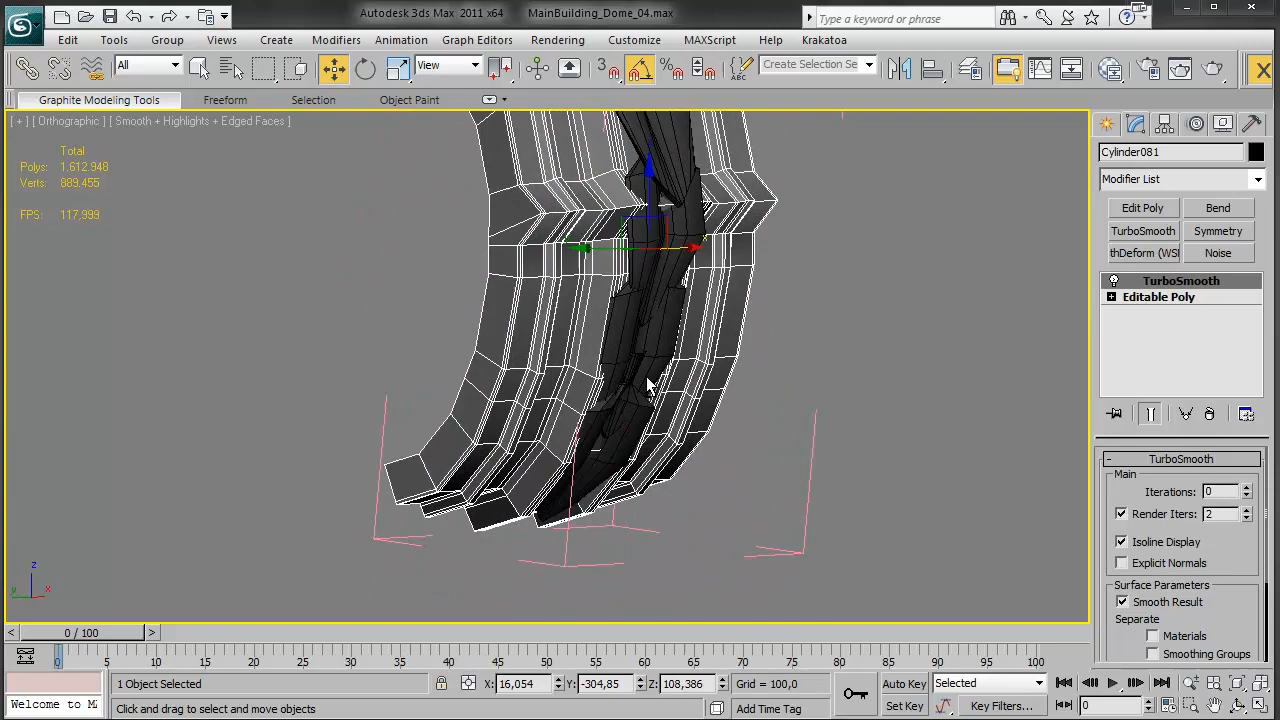 Autodesk 3ds Max 2011 x64 MainBuilding_Dome_04.max
Type a keyword or phrase
Edit Tools Group Views Create Modifiers Animation Graph Editors Rendering Customize MAXScript Help Krakatoa
All View 3 Create Selection Se
Graphite Modeling Tools Freeform Selection Object Paint
[ + ] [ Orthographic ] [ Smooth + Highlights + Edged Faces ]
Total
Polys: 1.612.948
Verts: 889.455
FPS: 117,999
Cylinder081
Modifier List
Edit Poly Bend
TurboSmooth Symmetry
thDeform (WSI Noise
TurboSmooth
Editable Poly
TurboSmooth
Main
Iterations: 0
Render Iters: 2
Isoline Display
Explicit Normals
Surface Parameters
Smooth Result
Separate
Materials
Smoothing Groups
x
z
y x
0 / 100
0 5 10 15 20 25 30 35 40 45 50 55 60 65 70 75 80 85 90 95 100
1 Object Selected X: 16,054 Y: -304,85 Z: 108,386 Grid = 100,0 Auto Key Selected
Welcome to MA Click and drag to select and move objects Add Time Tag Set Key Key Filters... 0